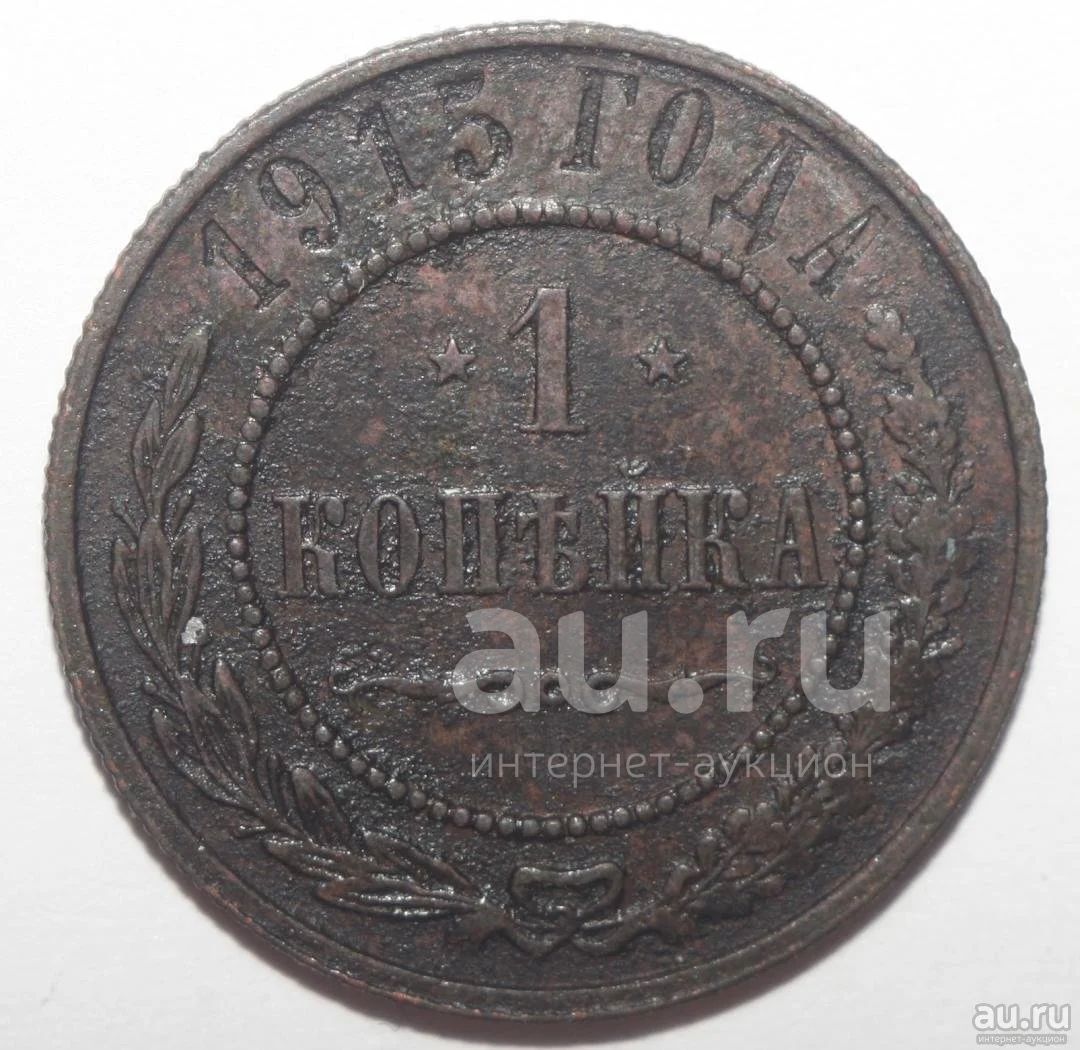 1915 ГОДА
1
КОПѢЙКА
au.ru
интернет-аукцион
au.ru
интернет-аукцион